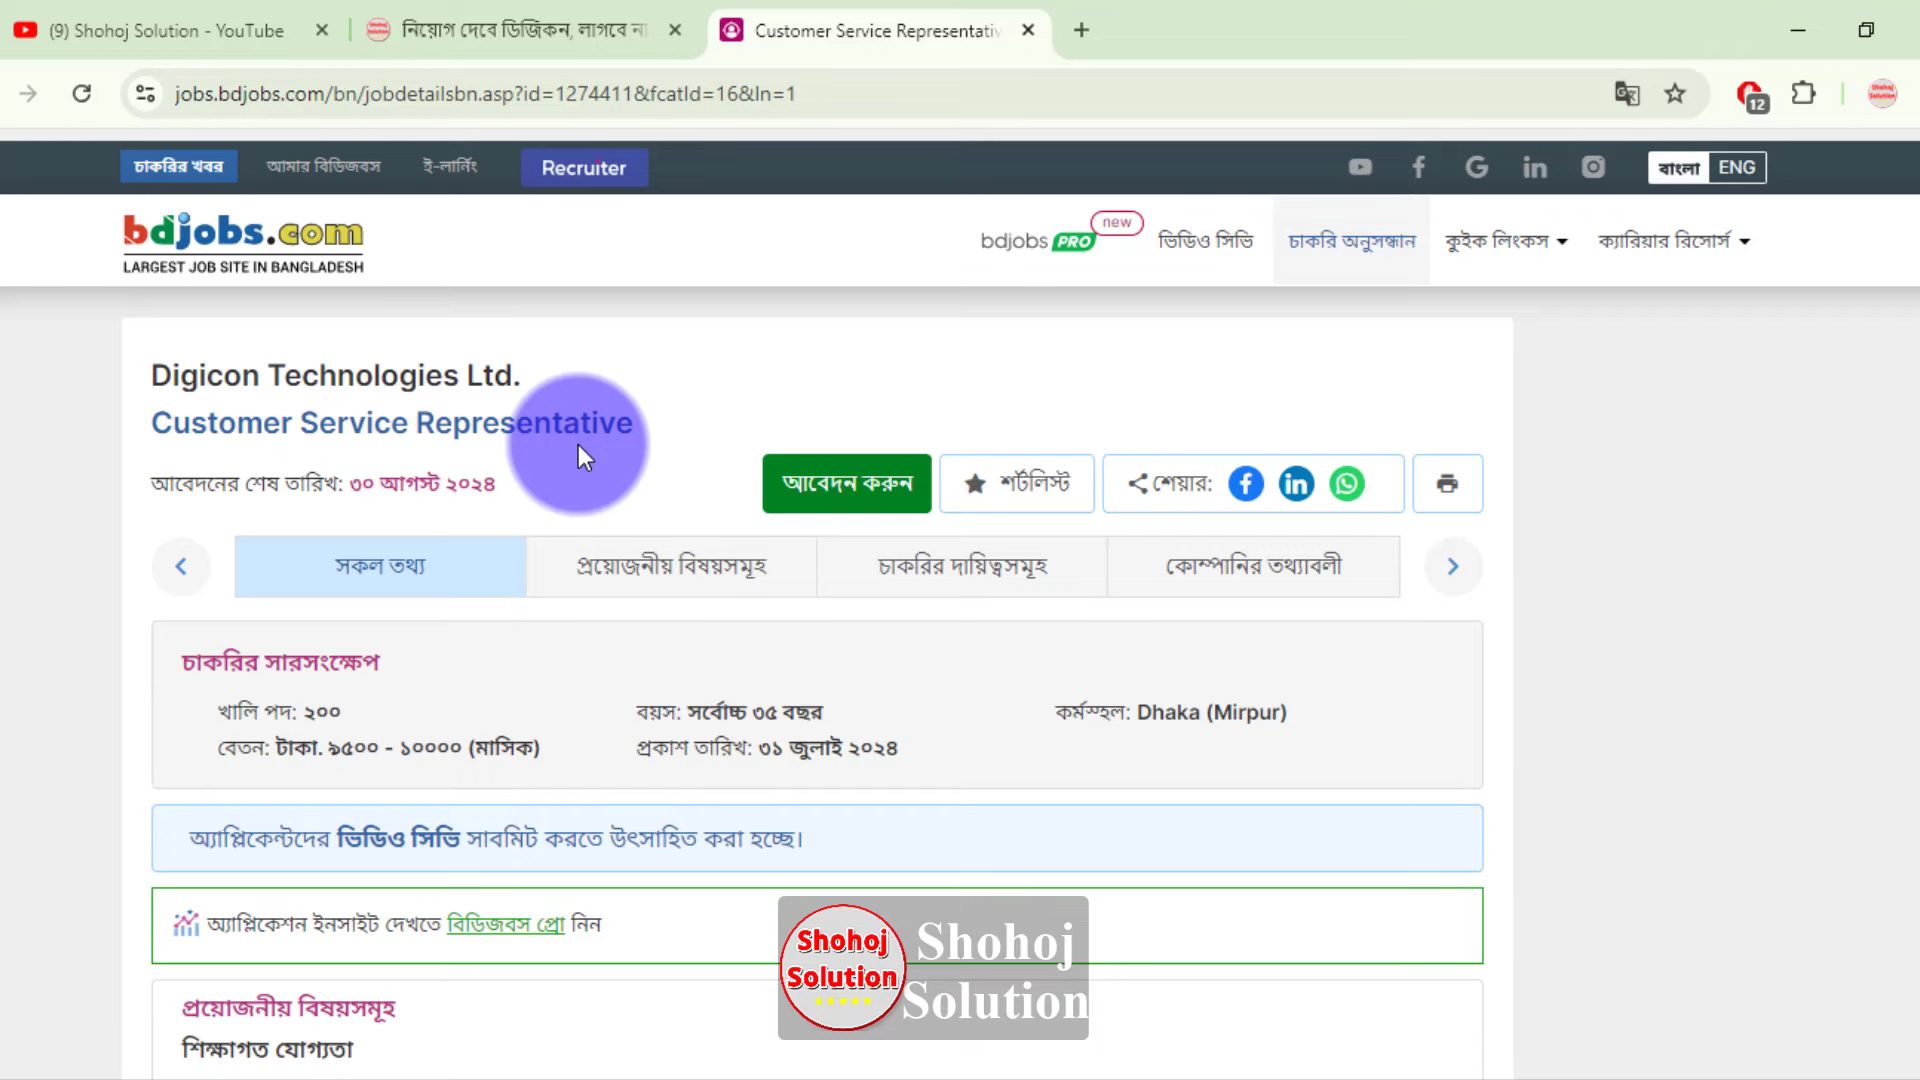 (9) Shohoj Solution - YouTube
নিয়োগ দেবে ডিজিকন, লাগবে না
Customer Service Representativ
jobs.bdjobs.com/bn/jobdetailsbn.asp?id=1274411&fcatId=16&ln=1
12
চাকরির খবর
আমার বিডিজবস
ই-লার্নিং
Recruiter
বাংলা ENG
bdjobs.com
LARGEST JOB SITE IN BANGLADESH
bdjobs PRO new
ভিডিও সিভি
চাকরি অনুসন্ধান
কুইক লিংকস
ক্যারিয়ার রিসোর্স
Digicon Technologies Ltd.
Customer Service Representative
আবেদনের শেষ তারিখ: ৩০ আগস্ট ২০২৪
আবেদন করুন
শর্টলিস্ট
শেয়ার:
সকল তথ্য
প্রয়োজনীয় বিষয়সমূহ
চাকরির দায়িত্বসমূহ
কোম্পানির তথ্যাবলী
চাকরির সারসংক্ষেপ
খালি পদ: ২০০
বয়স: সর্বোচ্চ ৩৫ বছর
কর্মস্হল: Dhaka (Mirpur)
বেতন: টাকা. ৯৫০০ - ১০০০০ (মাসিক)
প্রকাশ তারিখ: ৩১ জুলাই ২০২৪
অ্যাপ্লিকেন্টদের ভিডিও সিভি সাবমিট করতে উৎসাহিত করা হচ্ছে।
অ্যাপ্লিকেশন ইনসাইট দেখতে বিডিজবস প্রো নিন
Shohoj
Solution
Shohoj
Solution
প্রয়োজনীয় বিষয়সমূহ
শিক্ষাগত যোগ্যতা